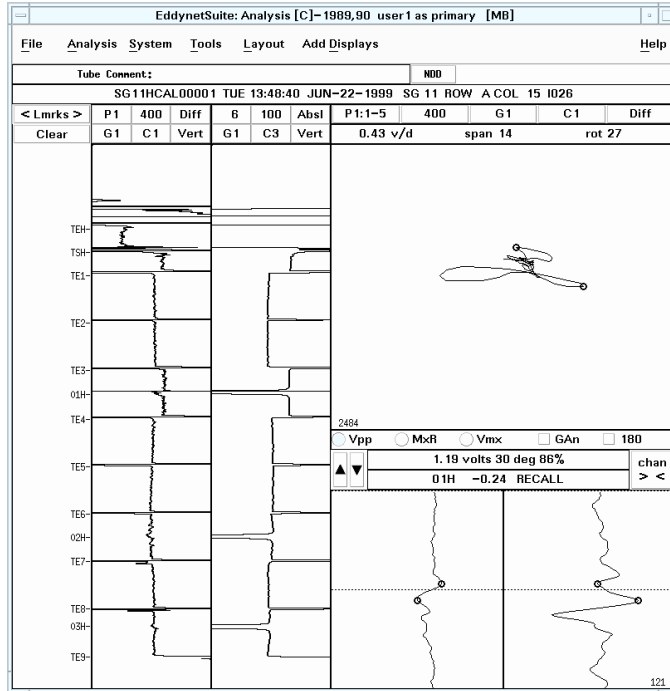 EddynetSuite: Analysis [C]-1989,90 user1 as primary [MB]
File Analysis System Tools Layout Add Displays Help
Tube Comment: NDD
SG11HCAL00001 TUE 13:48:40 JUN-22-1999 SG 11 ROW A COL 15 I026
< Lmrks > P1 400 Diff 6 100 Absl P1:1-5 400 G1 C1 Diff
Clear G1 C1 Vert G1 C3 Vert 0.43 v/d span 14 rot 27
TEH
TSH
TE1
TE2
TE3
01H
TE4
TE5
TE6
02H
TE7
TE8
03H
TE9
2484
Vpp MxR Vmx GAn 180
1.19 volts 30 deg 86% chan
01H -0.24 RECALL > <
121